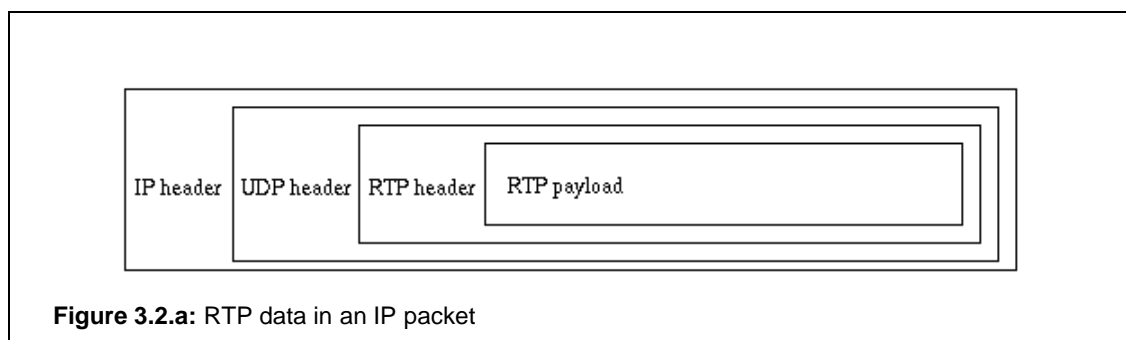 IP header UDP header RTP header RTP payload
Figure 3.2.a: RTP data in an IP packet